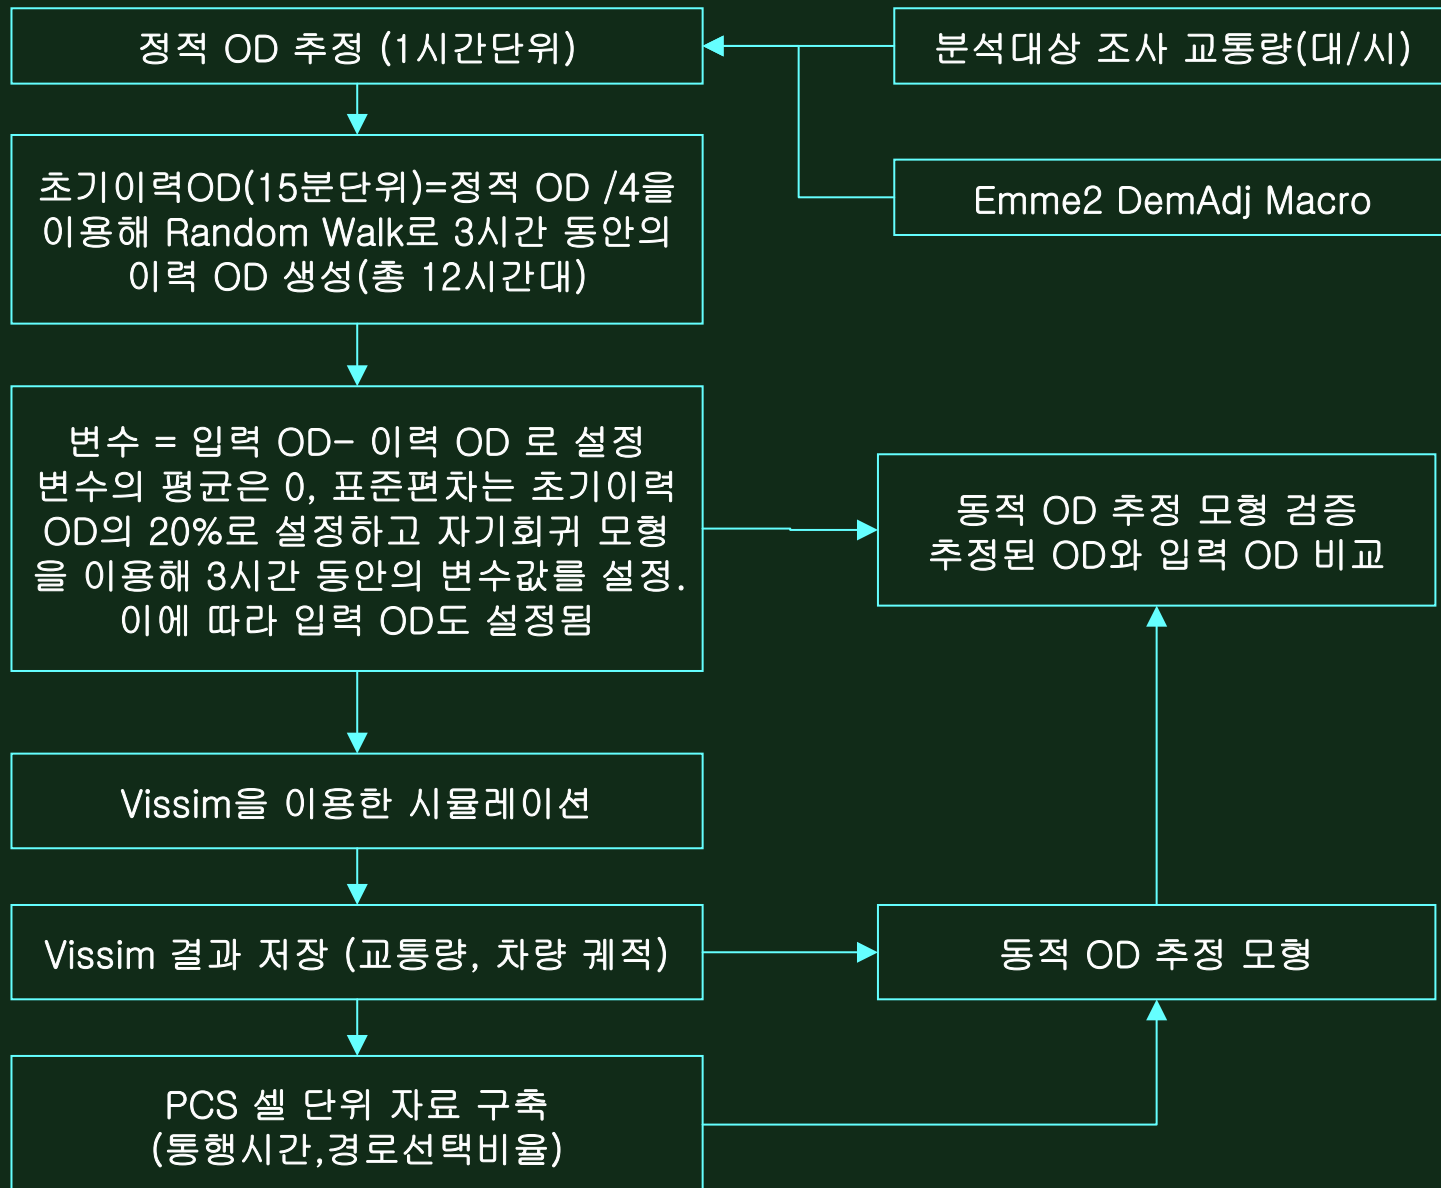 정적 OD 추정 (1시간단위)
분석대상 조사 교통량(대/시)
Emme2 DemAdj Macro
초기이력OD(15분단위)=정적 OD /4을
이용해 Random Walk로 3시간 동안의
이력 OD 생성(총 12시간대)
변수 = 입력 OD- 이력 OD 로 설정
변수의 평균은 0, 표준편차는 초기이력
OD의 20%로 설정하고 자기회귀 모형
을 이용해 3시간 동안의 변수값를 설정.
이에 따라 입력 OD도 설정됨
동적 OD 추정 모형 검증
추정된 OD와 입력 OD 비교
Vissim을 이용한 시뮬레이션
Vissim 결과 저장 (교통량, 차량 궤적)
동적 OD 추정 모형
PCS 셀 단위 자료 구축
(통행시간,경로선택비율)